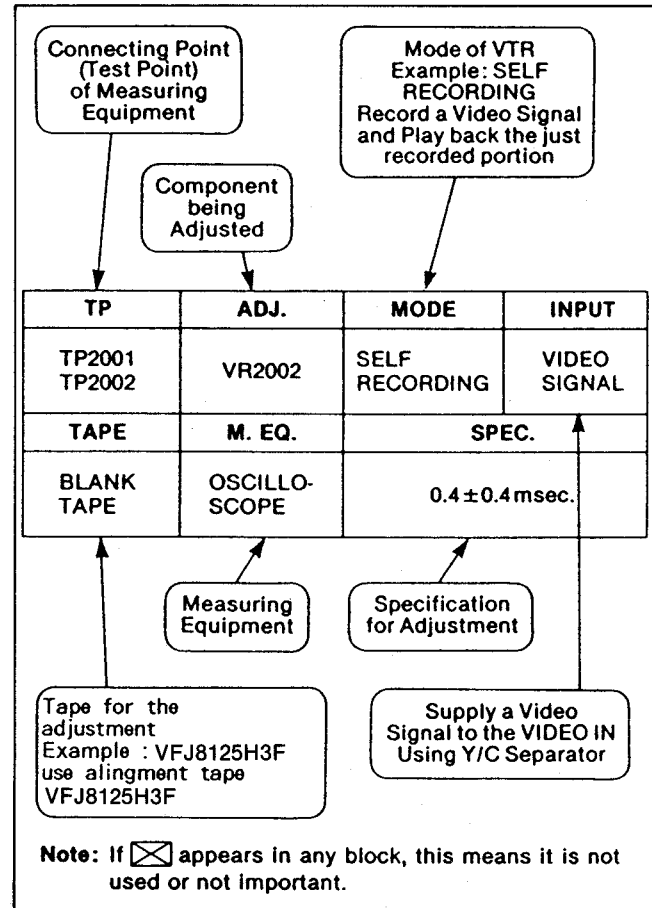 Connecting Point
(Test Point)
of Measuring
Equipment
Mode of VTR
Example: SELF
RECORDING
Record a Video Signal
and Play back the just
recorded portion
Component
being
Adjusted
TP
ADJ.
MODE
INPUT
TP2001
TP2002
VR2002
SELF
RECORDING
VIDEO
SIGNAL
TAPE
M. EQ.
SPEC.
BLANK
TAPE
OSCILLO-
SCOPE
0.4±0.4msec.
Measuring
Equipment
Specification
for Adjustment
Tape for the
adjustment
Example : VFJ8125H3F
use alingment tape
VFJ8125H3F
Supply a Video
Signal to the VIDEO IN
Using Y/C Separator
Note: If appears in any block, this means it is not
used or not important.